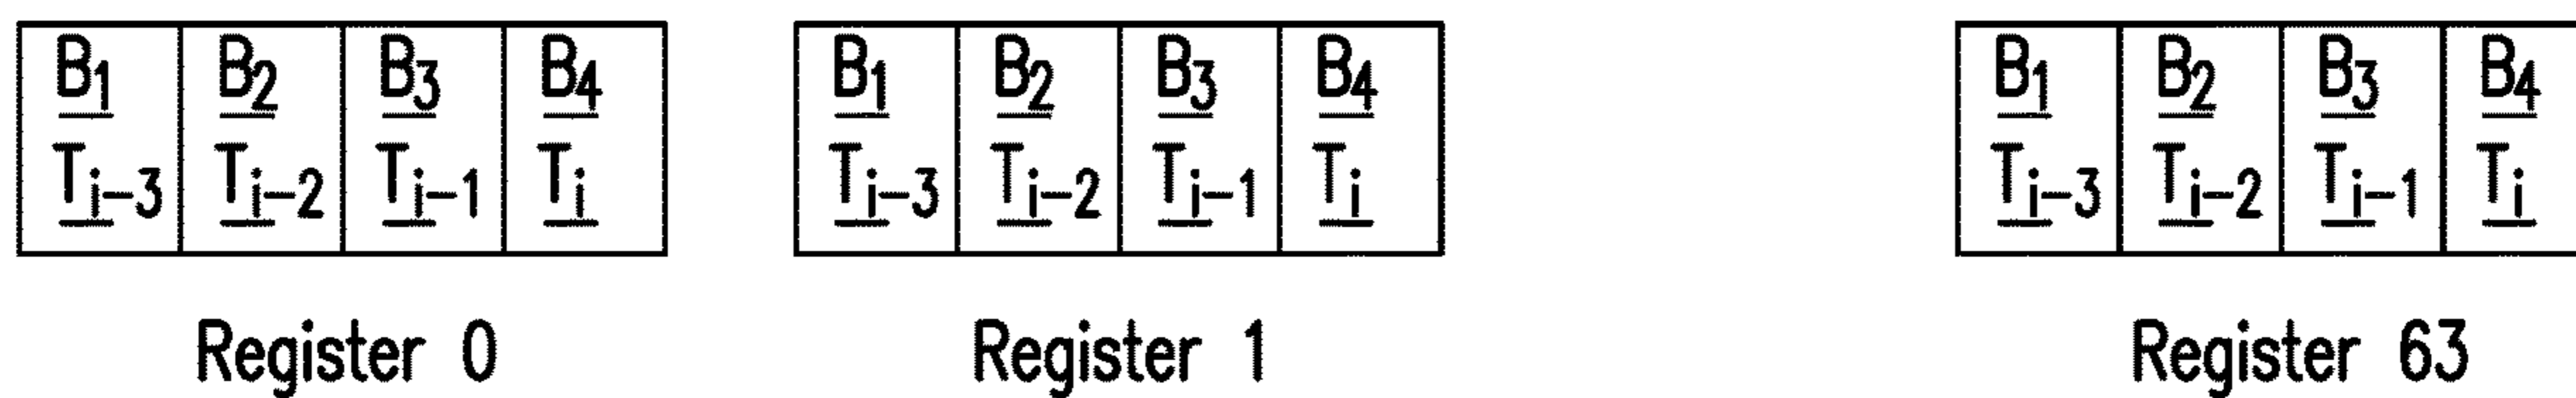 B₁ B₂ B₃ B₄ B₁ B₂ B₃ B₄ B₁ B₂ B₃ B₄
Tᵢ₋₃ Tᵢ₋₂ Tᵢ₋₁ Tᵢ Tᵢ₋₃ Tᵢ₋₂ Tᵢ₋₁ Tᵢ Tᵢ₋₃ Tᵢ₋₂ Tᵢ₋₁ Tᵢ
Register 0 Register 1 Register 63